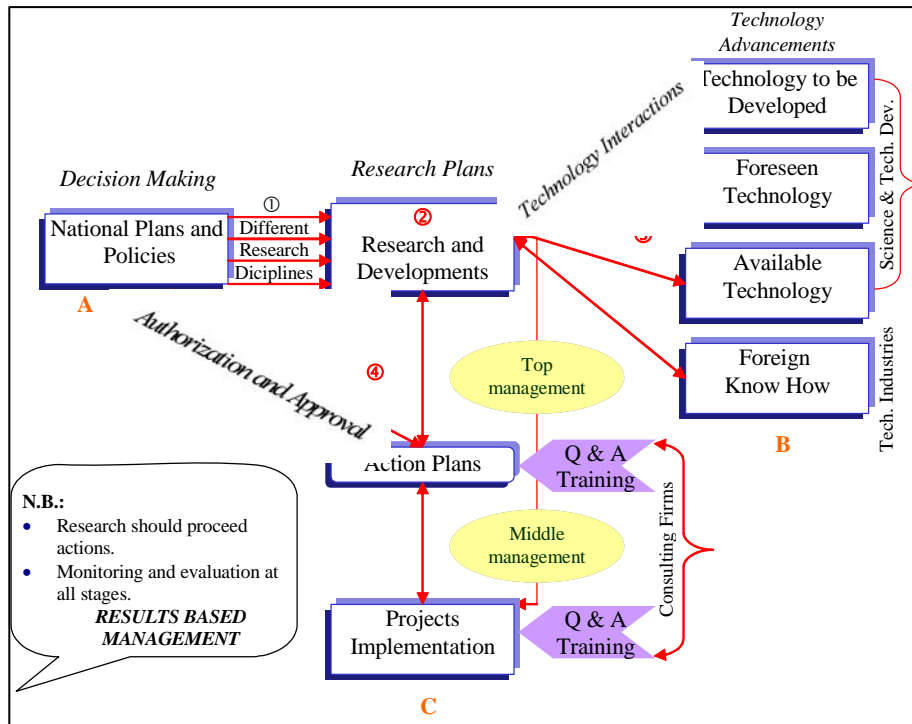 Technology
Advancements
Technology to be
Developed
Foreseen
Technology
Available
Technology
Foreign
Know How
Science & Tech. Dev.
Tech. Industries
B
Technology Interactions
Research Plans
②
Research and
Developments
Decision Making
National Plans and
Policies
A
①
Different
Research
Diciplines
Authorization and Approval
④
Top
management
Action Plans
Q & A
Training
Middle
management
Consulting Firms
Projects
Implementation
Q & A
Training
C
N.B.:
• Research should proceed
actions.
• Monitoring and evaluation at
all stages.
RESULTS BASED
MANAGEMENT